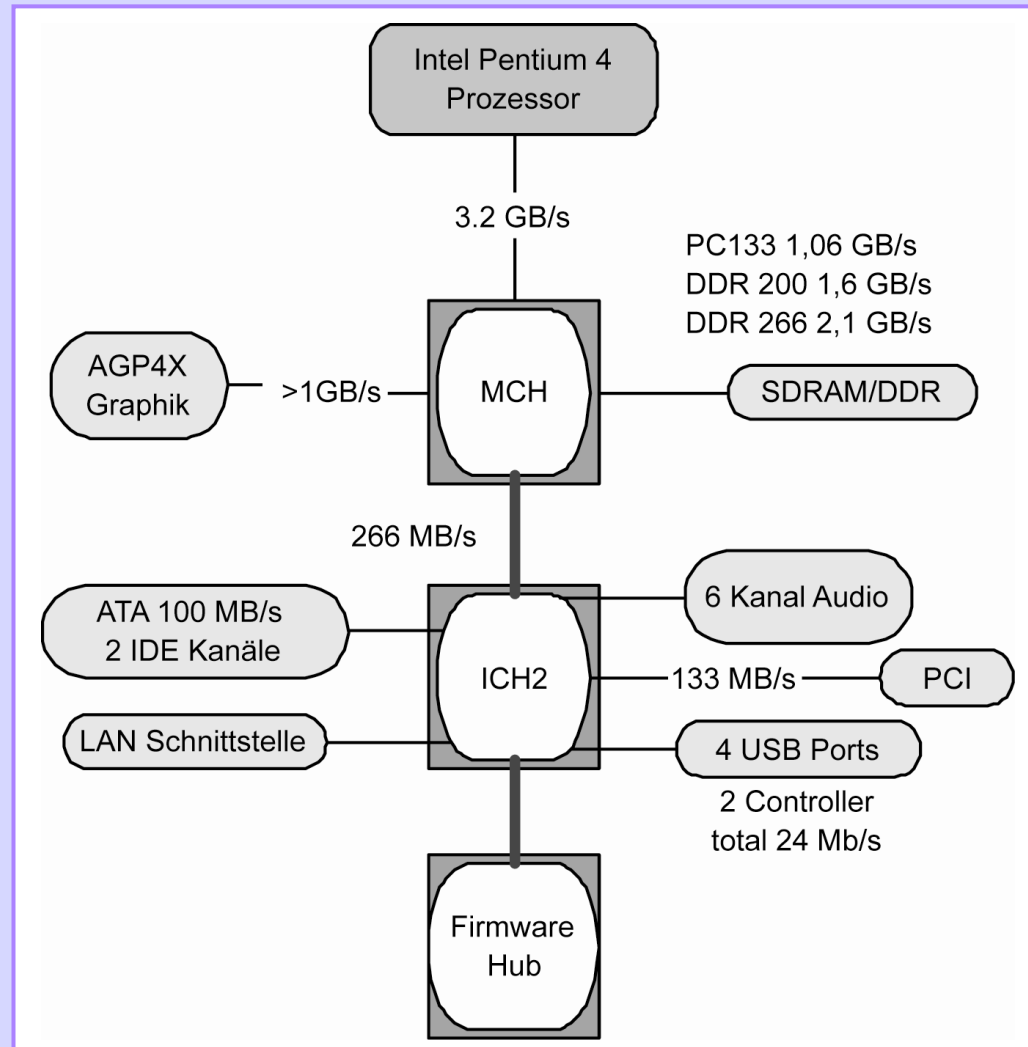 Intel Pentium 4
Prozessor
3.2 GB/s
PC133 1,06 GB/s
DDR 200 1,6 GB/s
DDR 266 2,1 GB/s
AGP4X
Graphik
>1GB/s
MCH
SDRAM/DDR
266 MB/s
ATA 100 MB/s
2 IDE Kanäle
6 Kanal Audio
ICH2
133 MB/s
PCI
LAN Schnittstelle
4 USB Ports
2 Controller
total 24 Mb/s
Firmware
Hub